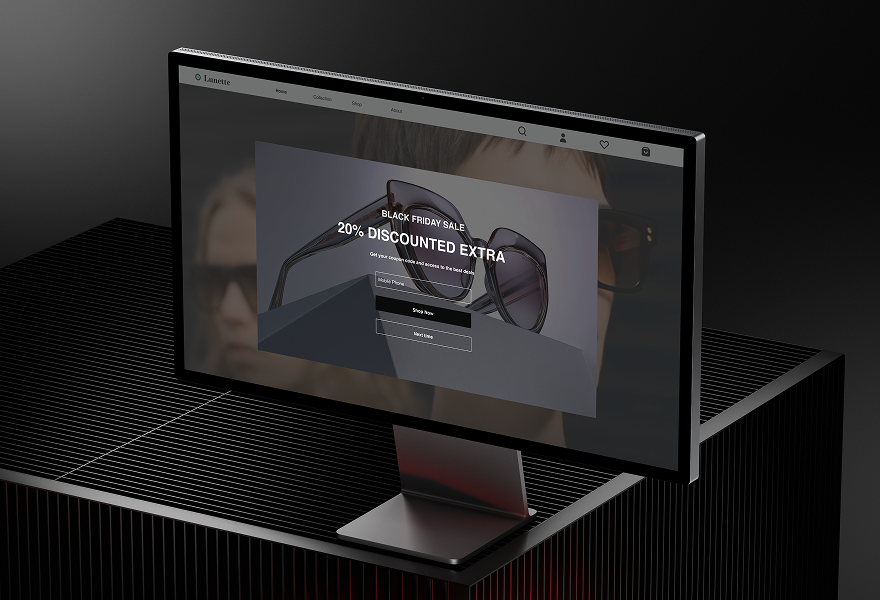 Lunette
Home Collection Shop About
BLACK FRIDAY SALE
20% DISCOUNTED EXTRA
Get your coupon code and access to the best deals
Mobile Phone
Shop Now
Next time